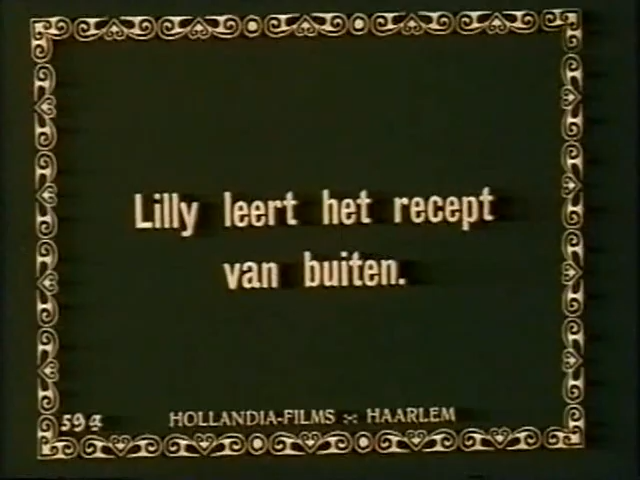 Lilly leert het recept
van buiten.
594 HOLLANDIA-FILMS HAARLEM